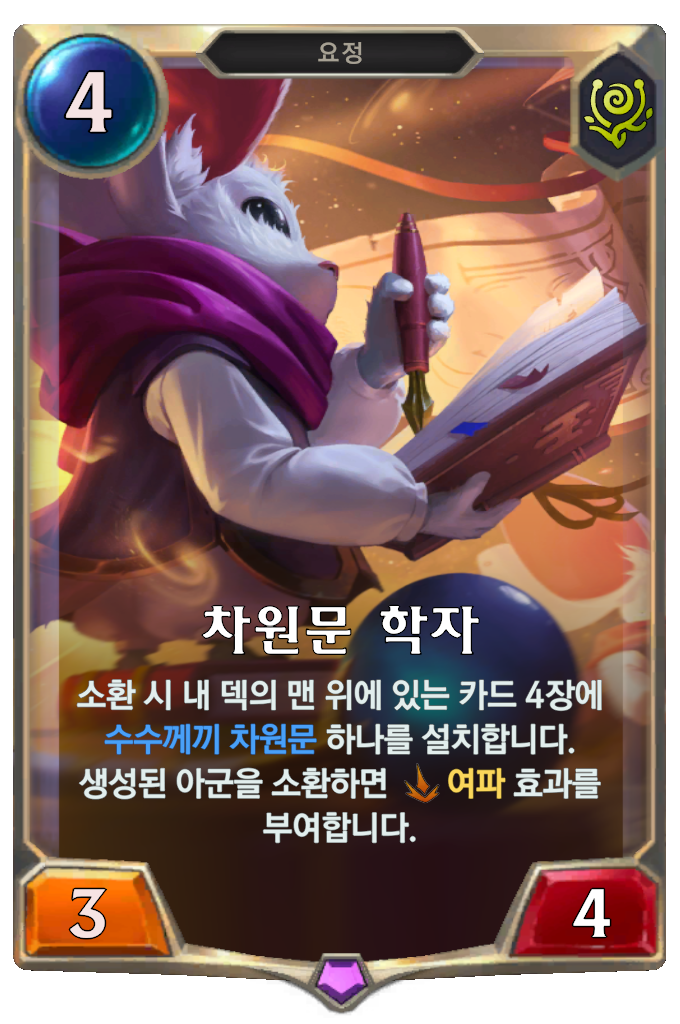 요정
4
차원문 학자
소환 시 내 덱의 맨 위에 있는 카드 4장에
수수께끼 차원문 하나를 설치합니다.
생성된 아군을 소환하면 여파 효과를
부여합니다.
3
4